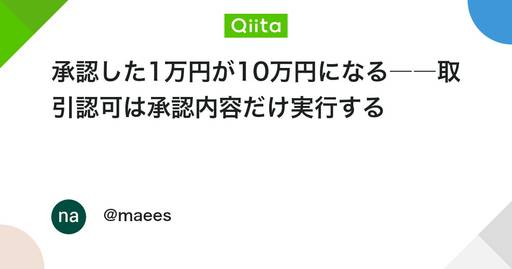 Qiita
承認した1万円が10万円になる──取
引認可は承認内容だけ実行する
na
@maees